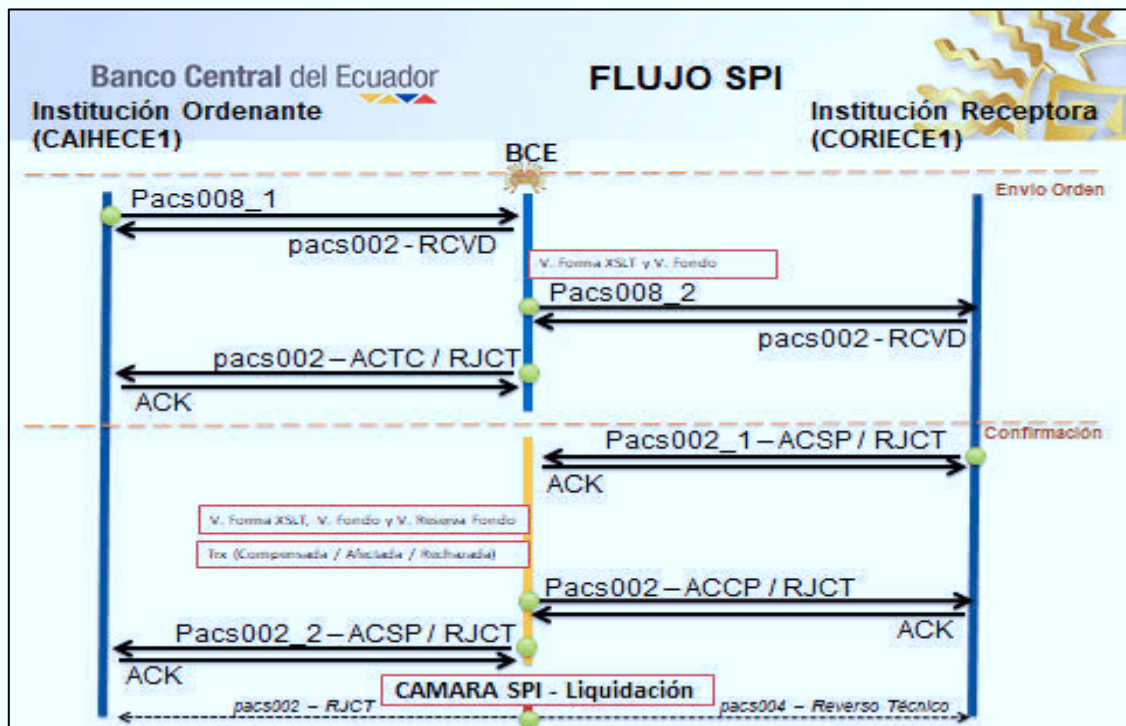 Banco Central del Ecuador
FLUJO SPI
Institución Ordenante
(CAIHECE1)
Institución Receptora
(CORIECE1)
BCE
Envio Orden
Pacs008_1
pacs002 - RCVD
V. Forma XSLT y V. Fondo
Pacs008_2
pacs002 - RCVD
pacs002 – ACTC / RJCT
ACK
Confirmación
Pacs002_1 – ACSP / RJCT
ACK
V. Forma XSLT, V. Fondo y V. Reserva Fondo
Trx (Compensada / Afectada / Rechazada)
Pacs002 – ACCP / RJCT
ACK
Pacs002_2 – ACSP / RJCT
ACK
CAMARA SPI - Liquidación
pacs002 – RJCT
pacs004 – Reverso Técnico